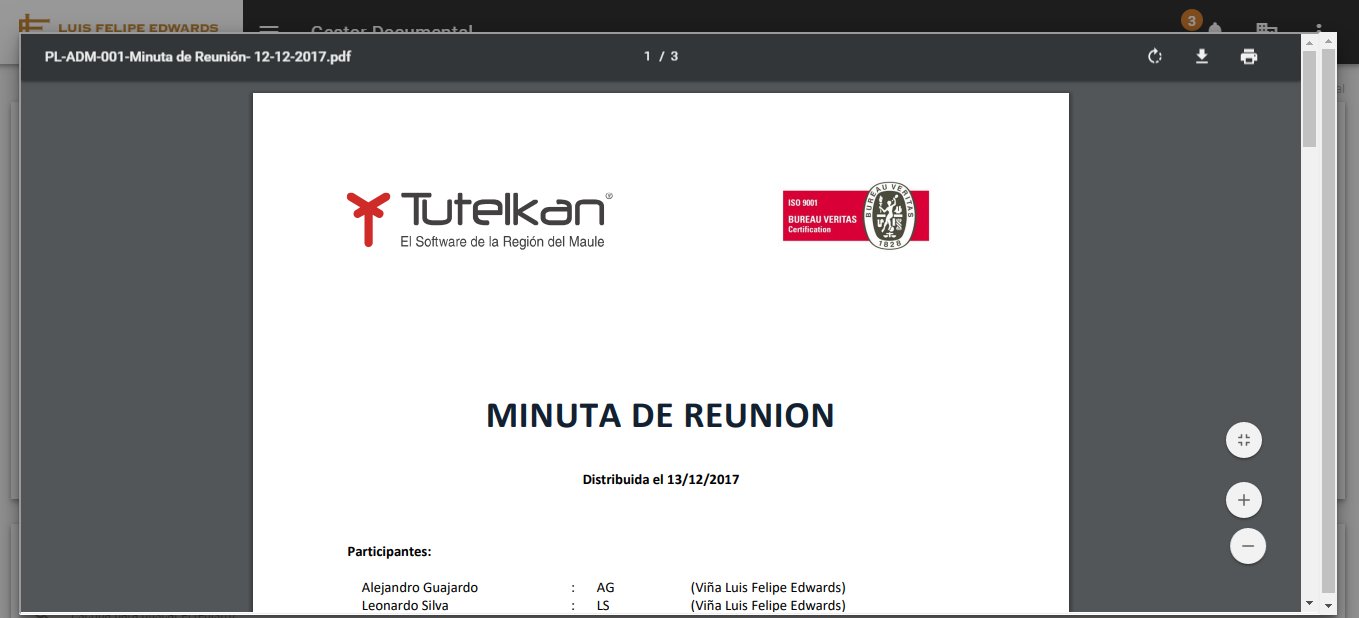 LUIS FELIPE EDWARDS
Gestor Documental
3
PL-ADM-001-Minuta de Reunión- 12-12-2017.pdf
1 / 3
Tutelkan®
El Software de la Región del Maule
ISO 9001
BUREAU VERITAS
Certification
BUREAU VERITAS
1828
MINUTA DE REUNION
Distribuida el 13/12/2017
Participantes:
Alejandro Guajardo : AG (Viña Luis Felipe Edwards)
Leonardo Silva : LS (Viña Luis Felipe Edwards)